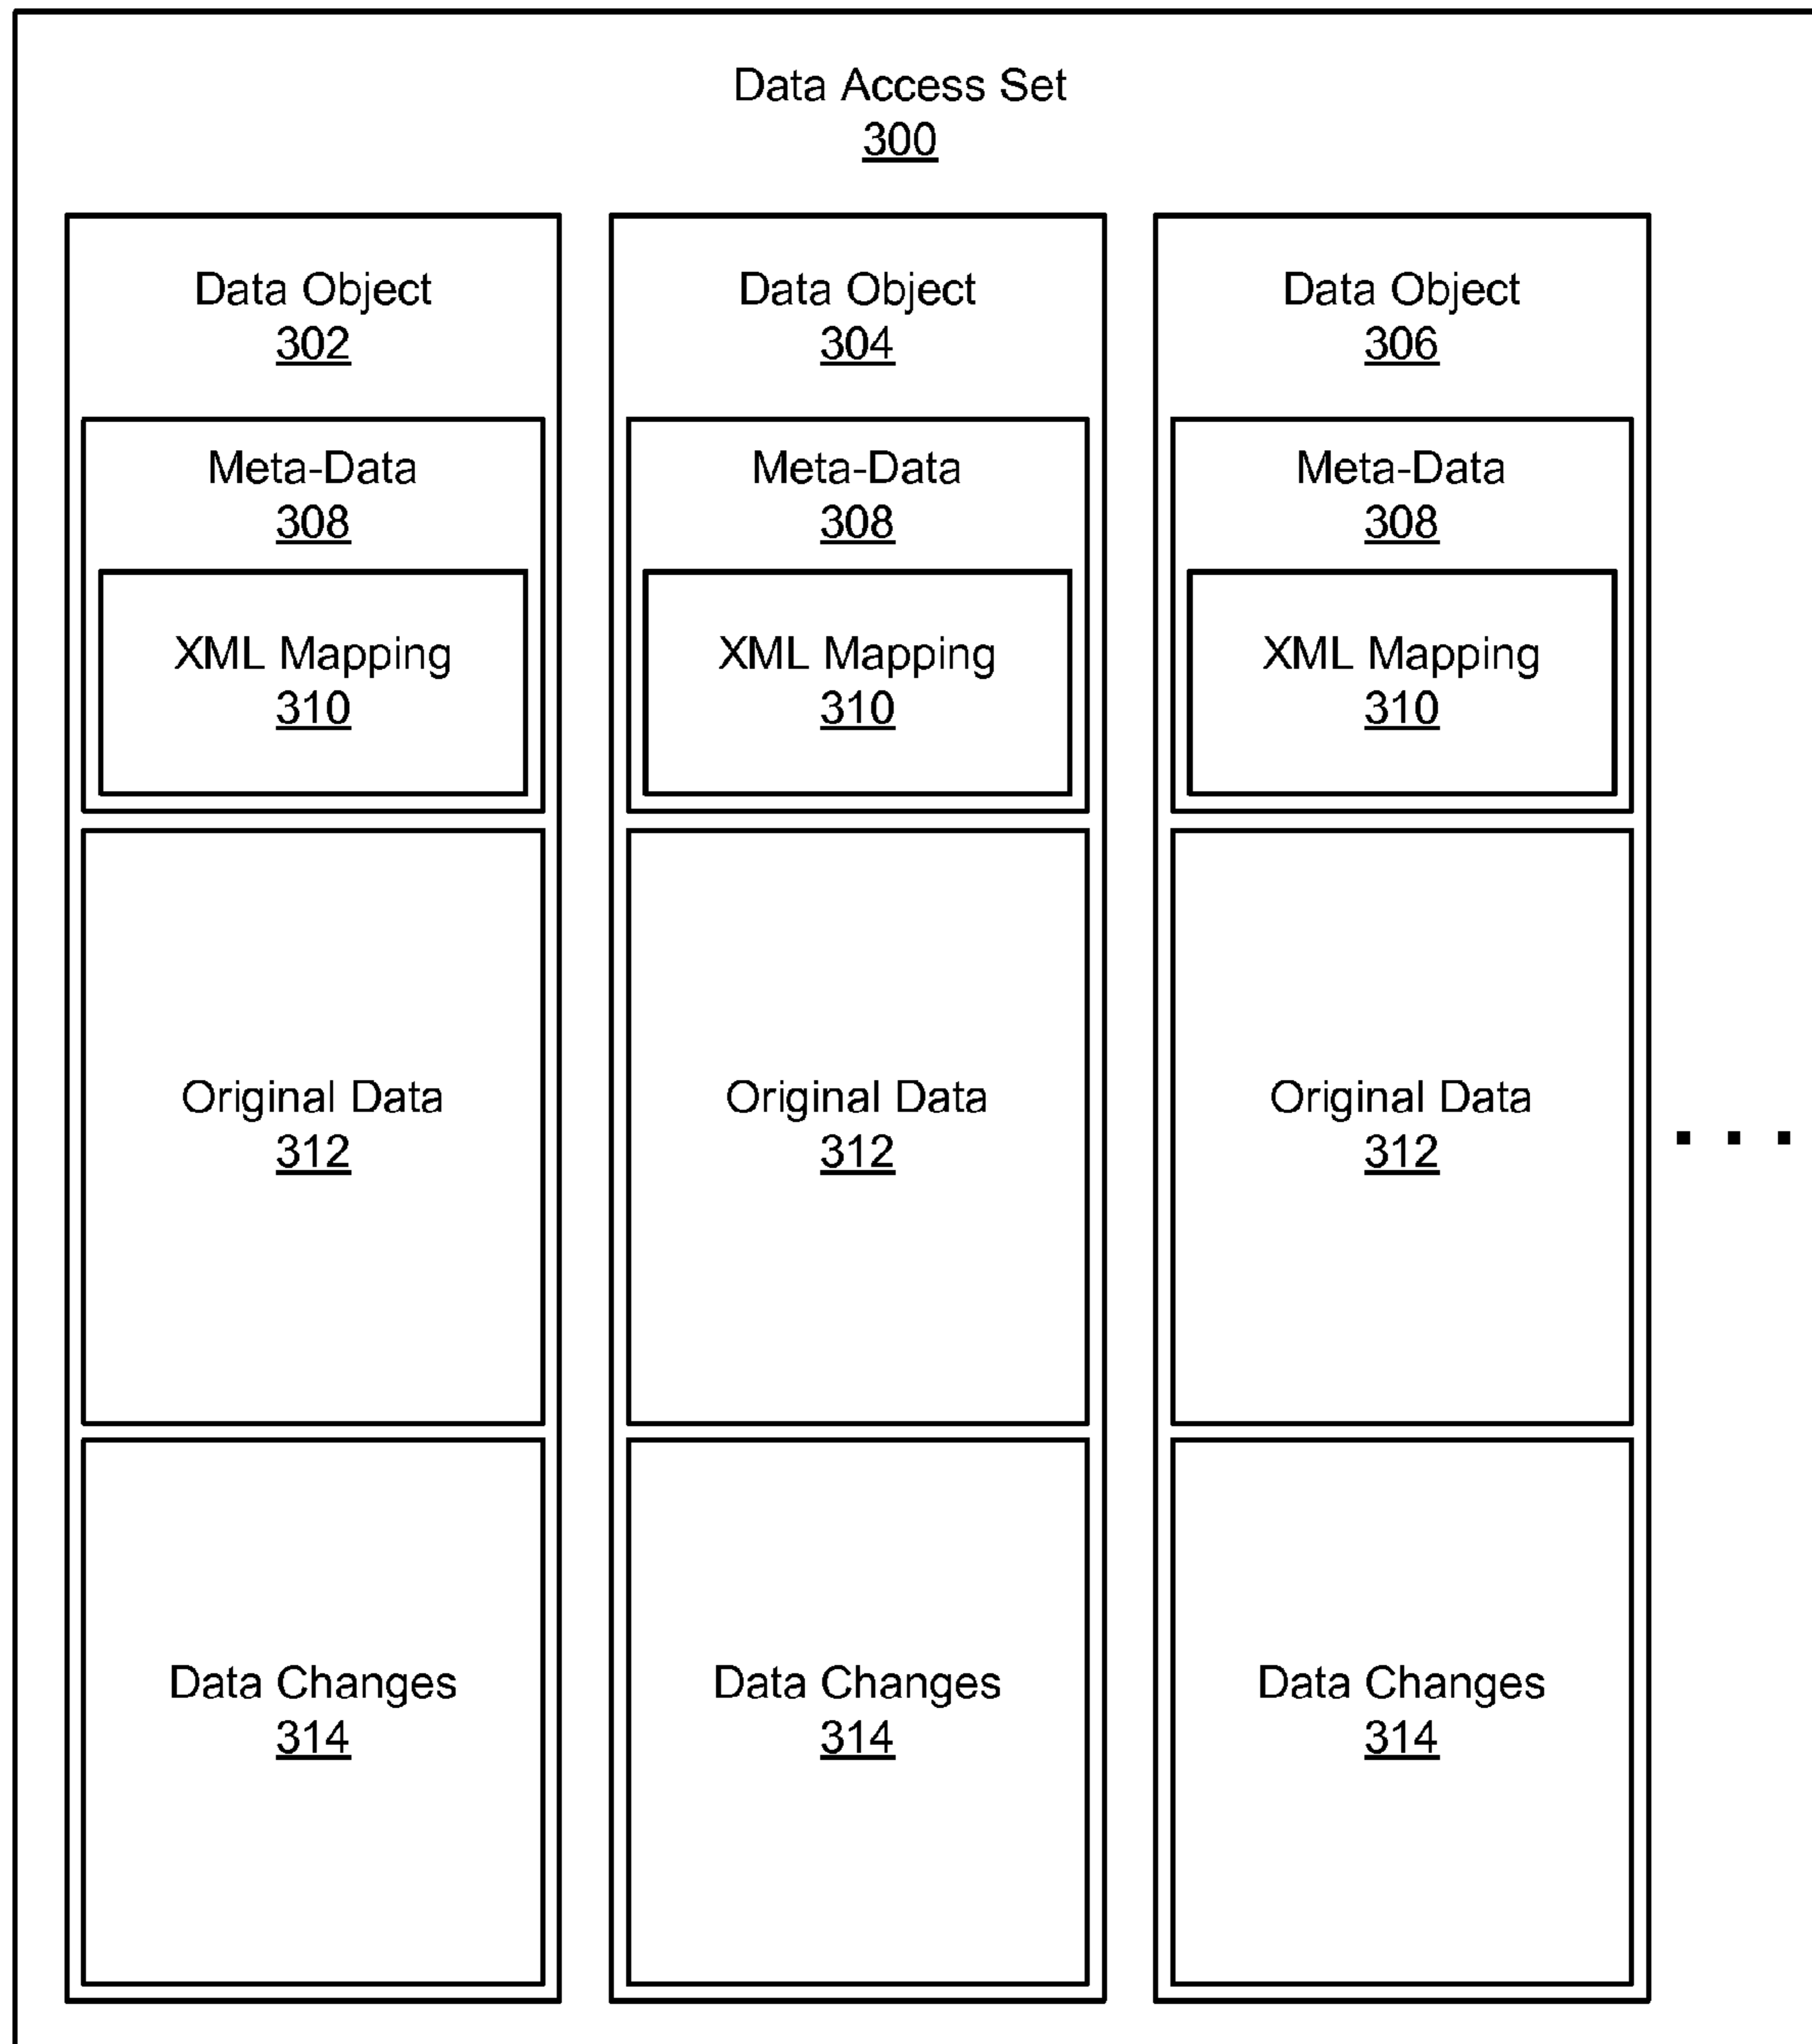 Data Access Set
300
Data Object
302
Meta-Data
308
XML Mapping
310
Original Data
312
Data Changes
314
Data Object
304
Meta-Data
308
XML Mapping
310
Original Data
312
Data Changes
314
Data Object
306
Meta-Data
308
XML Mapping
310
Original Data
312
Data Changes
314
. . .